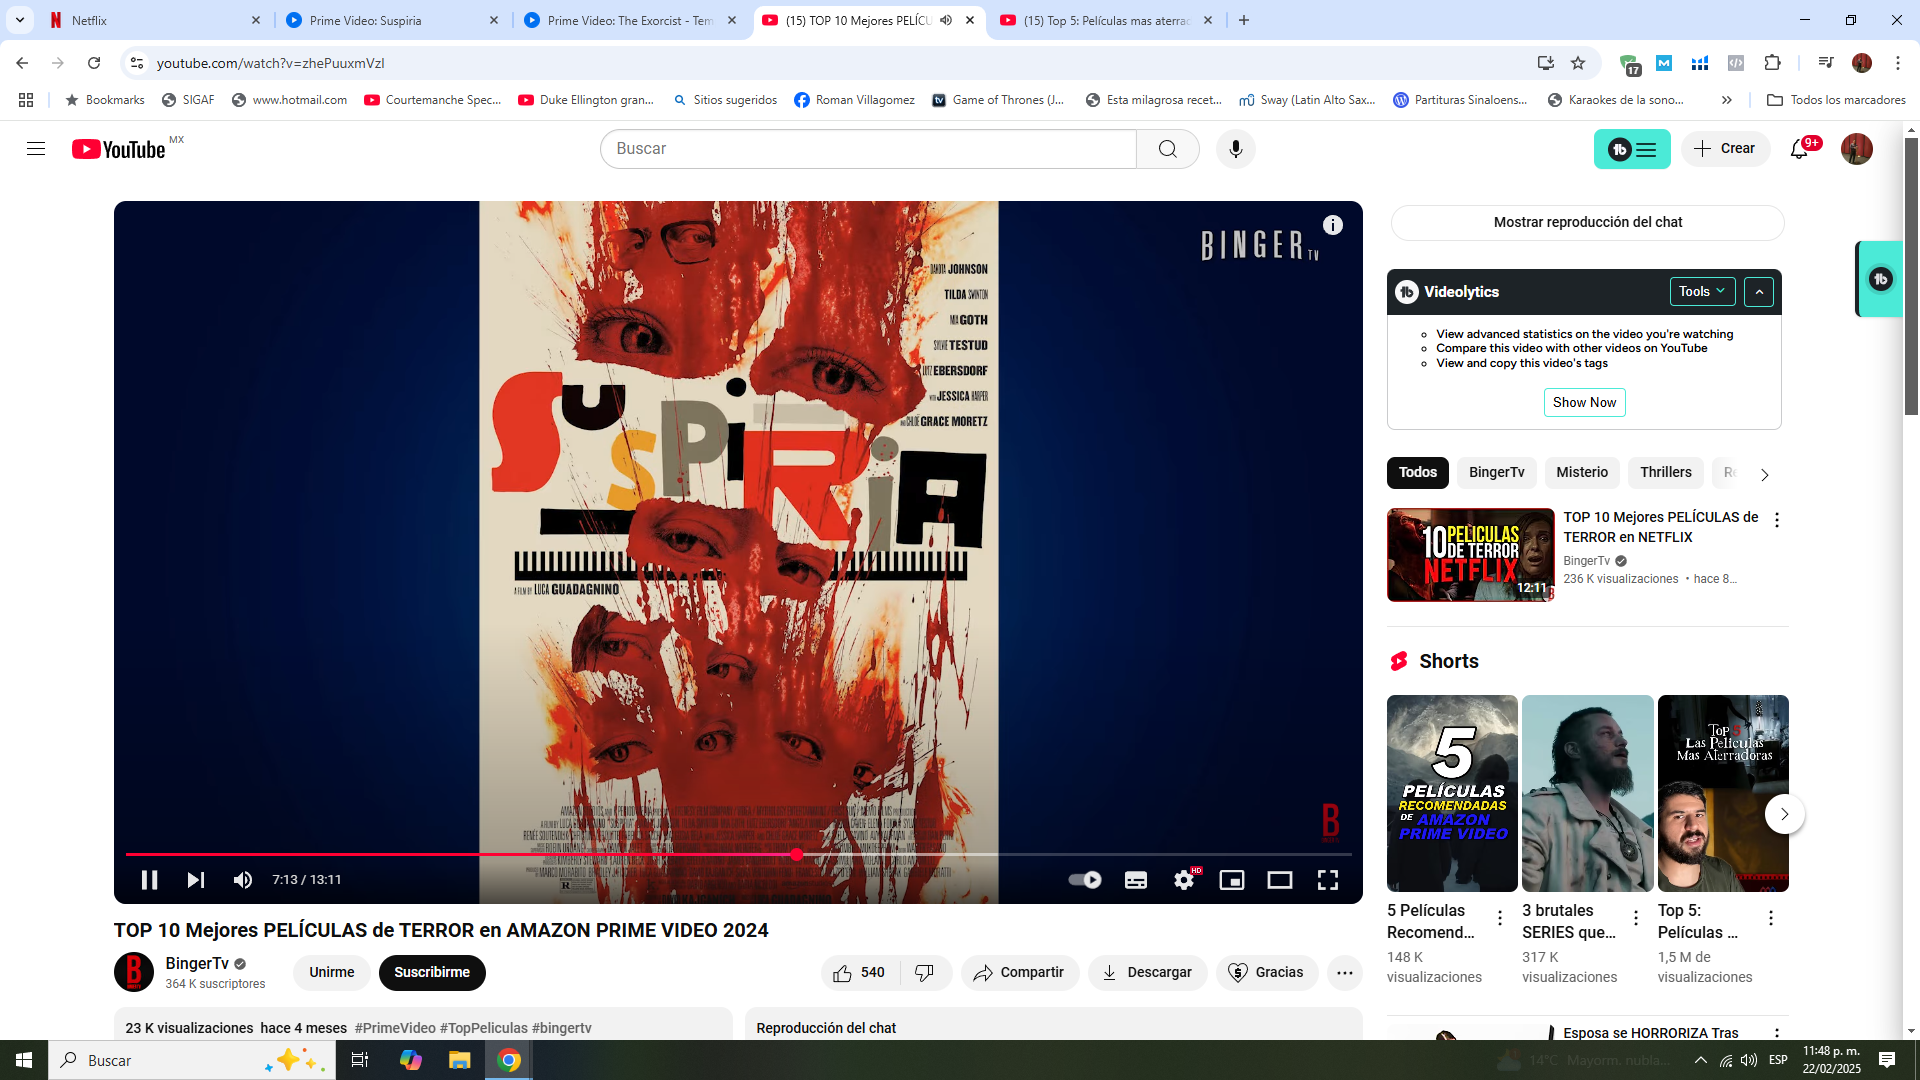 Netflix
Prime Video: Suspiria
Prime Video: The Exorcist - Tem
(15) TOP 10 Mejores PELÍCU
(15) Top 5: Películas mas aterrad
youtube.com/watch?v=zhePuuxmVzI
17
Bookmarks
SIGAF
www.hotmail.com
Courtemanche Spec...
Duke Ellington gran...
Sitios sugeridos
Roman Villagomez
Game of Thrones (J...
Esta milagrosa recet...
Sway (Latin Alto Sax...
Partituras Sinaloens...
Karaokes de la sono...
Todos los marcadores
YouTube MX
Buscar
Crear
9+
BINGER TV
DAKOTA JOHNSON
TILDA SWINTON
MIA GOTH
SYLVIE TESTUD
LUTZ EBERSDORF
WITH JESSICA HARPER
AND CHLOË GRACE MORETZ
SUSPIRIA
A FILM BY LUCA GUADAGNINO
7:13 / 13:11
HD
TOP 10 Mejores PELÍCULAS de TERROR en AMAZON PRIME VIDEO 2024
BingerTv
364 K suscriptores
Unirme
Suscribirme
540
Compartir
Descargar
Gracias
23 K visualizaciones hace 4 meses #PrimeVideo #TopPeliculas #bingertv
Reproducción del chat
Mostrar reproducción del chat
Videolytics
Tools
View advanced statistics on the video you're watching
Compare this video with other videos on YouTube
View and copy this video's tags
Show Now
Todos
BingerTv
Misterio
Thrillers
10 PELICULAS
DE TERROR
NETFLIX
12:11
TOP 10 Mejores PELÍCULAS de
TERROR en NETFLIX
BingerTv
236 K visualizaciones • hace 8...
Shorts
5
PELÍCULAS
RECOMENDADAS
DE AMAZON
PRIME VIDEO
Top 5
Las Peliculas
Mas Aterradoras
5 Películas
Recomend...
148 K
visualizaciones
3 brutales
SERIES que...
317 K
visualizaciones
Top 5:
Películas ...
1,5 M de
visualizaciones
Esposa se HORRORIZA Tras
Buscar
14°C Mayorm. nubla...
ESP
11:48 p. m.
22/02/2025